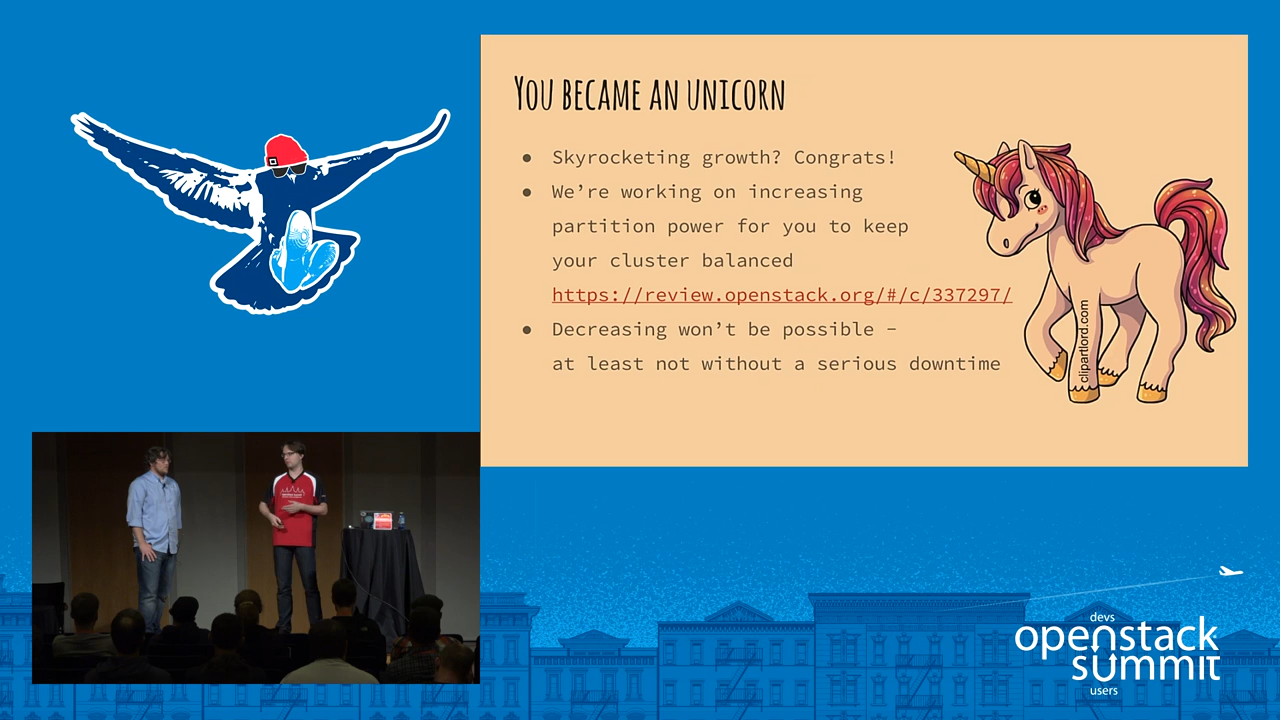 You became an unicorn
● Skyrocketing growth? Congrats!
● We’re working on increasing
partition power for you to keep
your cluster balanced
https://review.openstack.org/#/c/337297/
● Decreasing won’t be possible –
at least not without a serious downtime
clipartlord.com
devs
openstack
summit
users